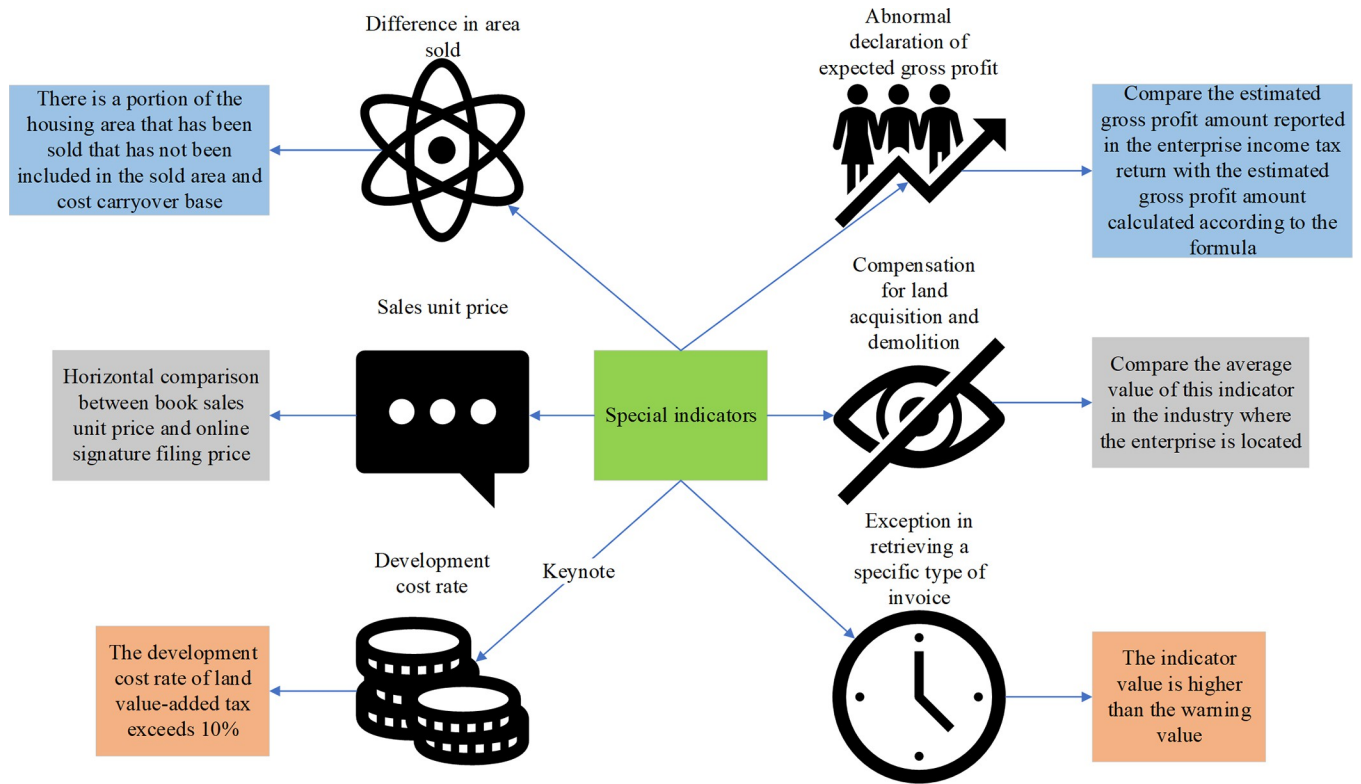 Difference in area
sold
Abnormal
declaration of
expected gross profit
There is a portion of the
housing area that has been
sold that has not been
included in the sold area and
cost carryover base
Compare the estimated
gross profit amount reported
in the enterprise income tax
return with the estimated
gross profit amount
calculated according to the
formula
Sales unit price
Compensation
for land
acquisition and
demolition
Horizontal comparison
between book sales
unit price and online
signature filing price
Special indicators
Compare the average
value of this indicator
in the industry where
the enterprise is located
Development
cost rate
Keynote
Exception in
retrieving a
specific type of
invoice
The development
cost rate of land
value-added tax
exceeds 10%
The indicator
value is higher
than the warning
value